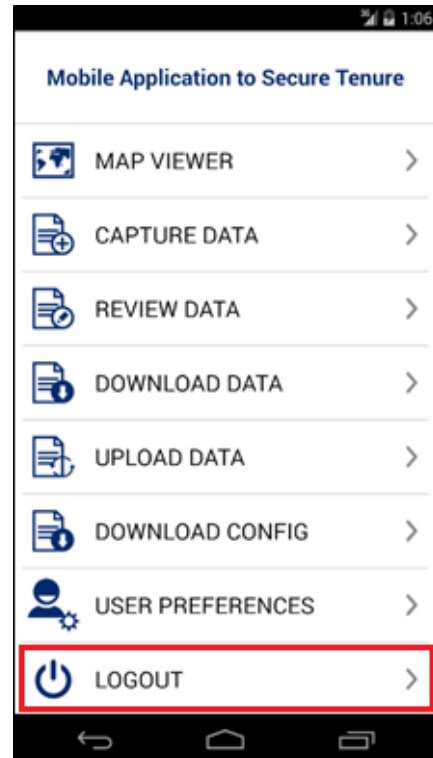 1:06
Mobile Application to Secure Tenure
MAP VIEWER
CAPTURE DATA
REVIEW DATA
DOWNLOAD DATA
UPLOAD DATA
DOWNLOAD CONFIG
USER PREFERENCES
LOGOUT